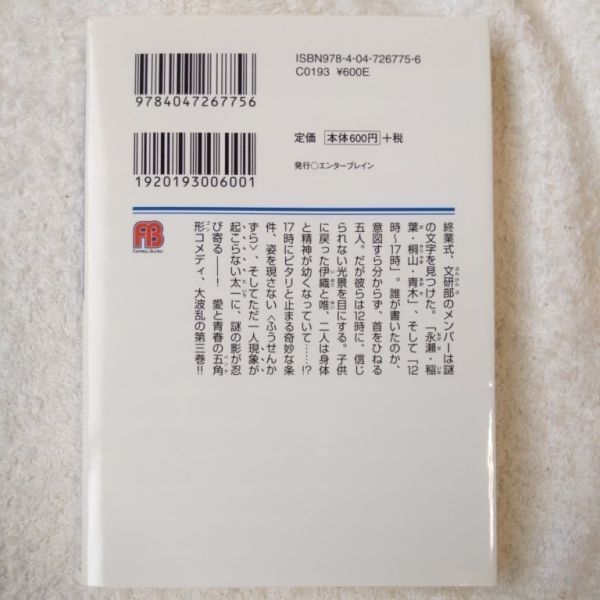 ISBN978-4-04-726775-6
C0193 ¥600E
9784047267756
定価 本体600円 +税
発行○エンターブレイン
1920193006001
FB
Famitsu Bunko
終業式、文研部のメンバーは謎
の文字を見つけた。「永瀬・稲
葉・桐山・青木」、そして「12
時〜17時」。誰が書いたのか、
意図すら分からず、首をひねる
五人。だが彼らは12時に、信じ
られない光景を目にする。子供
に戻った伊織と唯、二人は身体
と精神が幼くなっていて……!?
17時にピタリと止まる奇妙な条
件、姿を現さない〈ふうせんか
ずら〉、そしてただ一人現象が
起こらない太一に、謎の影が忍
び寄る——！ 愛と青春の五角
形コメディ、大波乱の第三巻!!